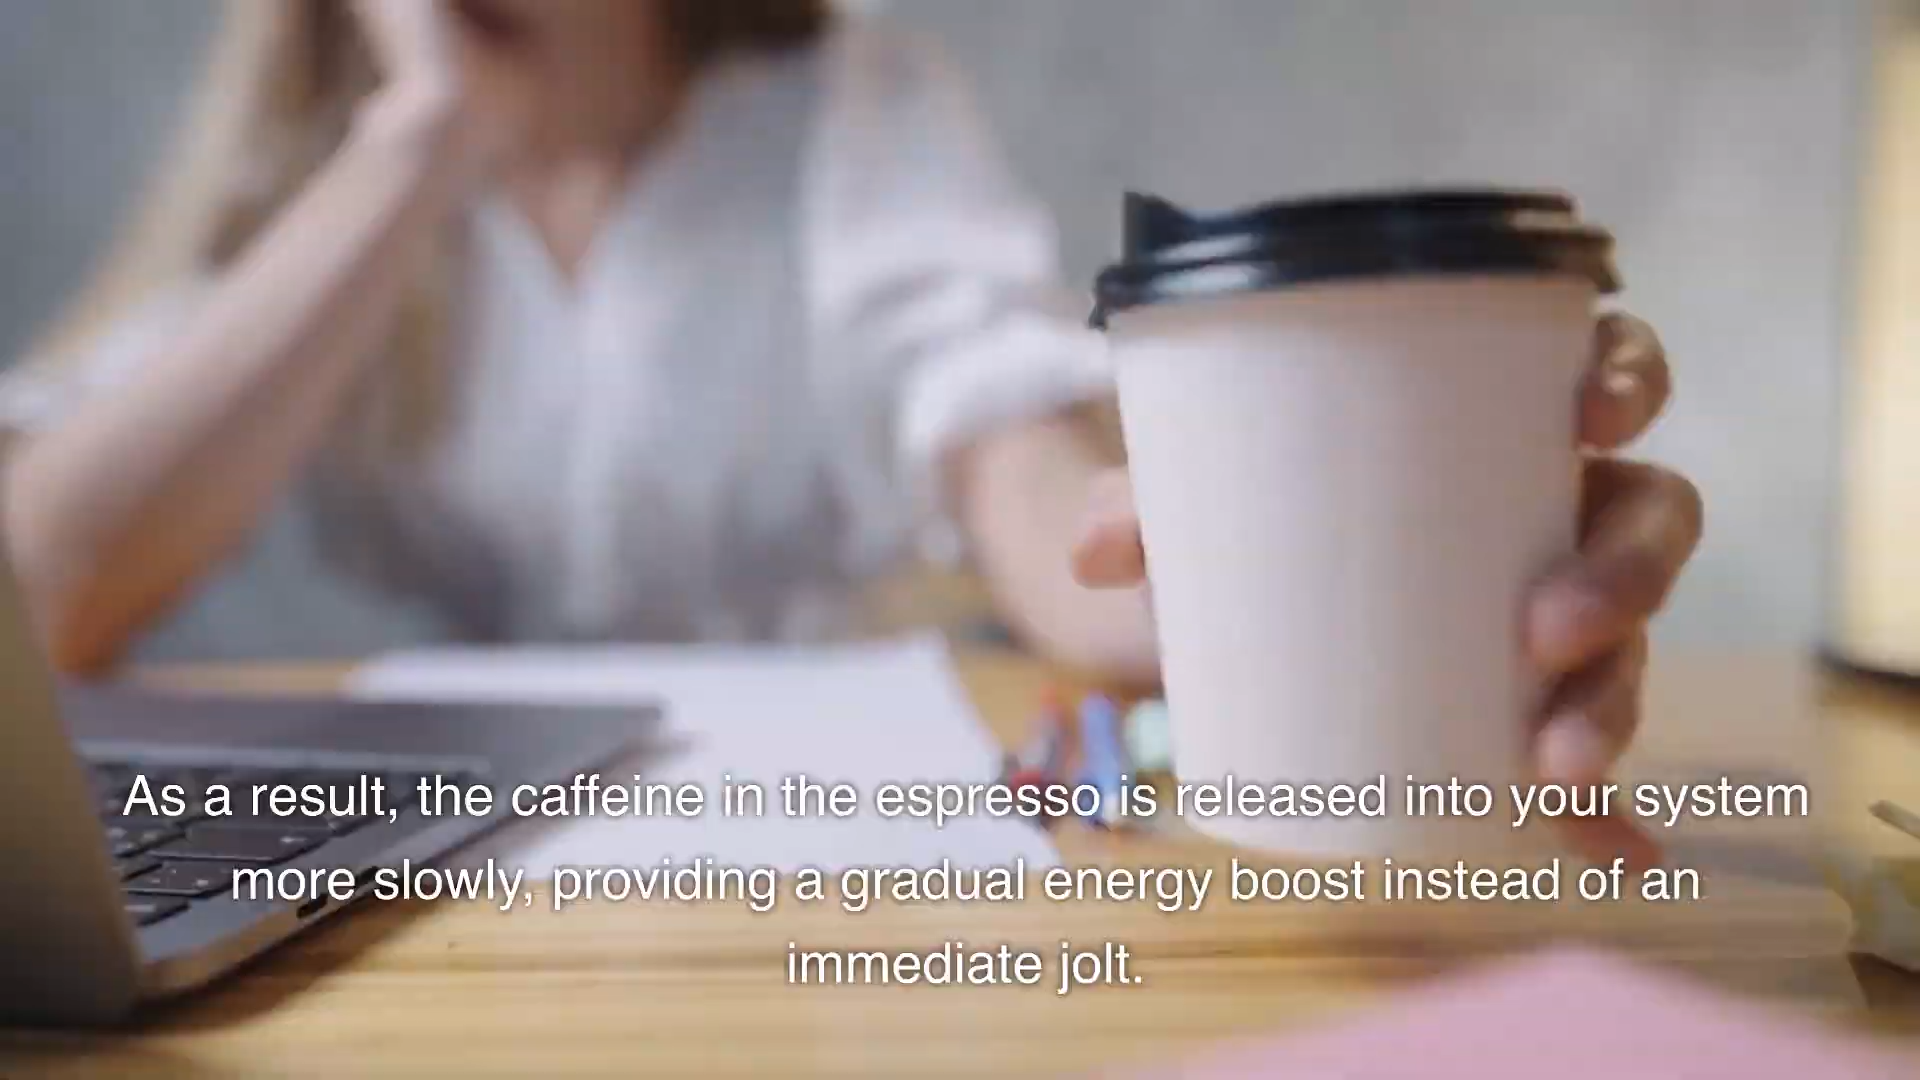 As a result, the caffeine in the espresso is released into your system
more slowly, providing a gradual energy boost instead of an
immediate jolt.